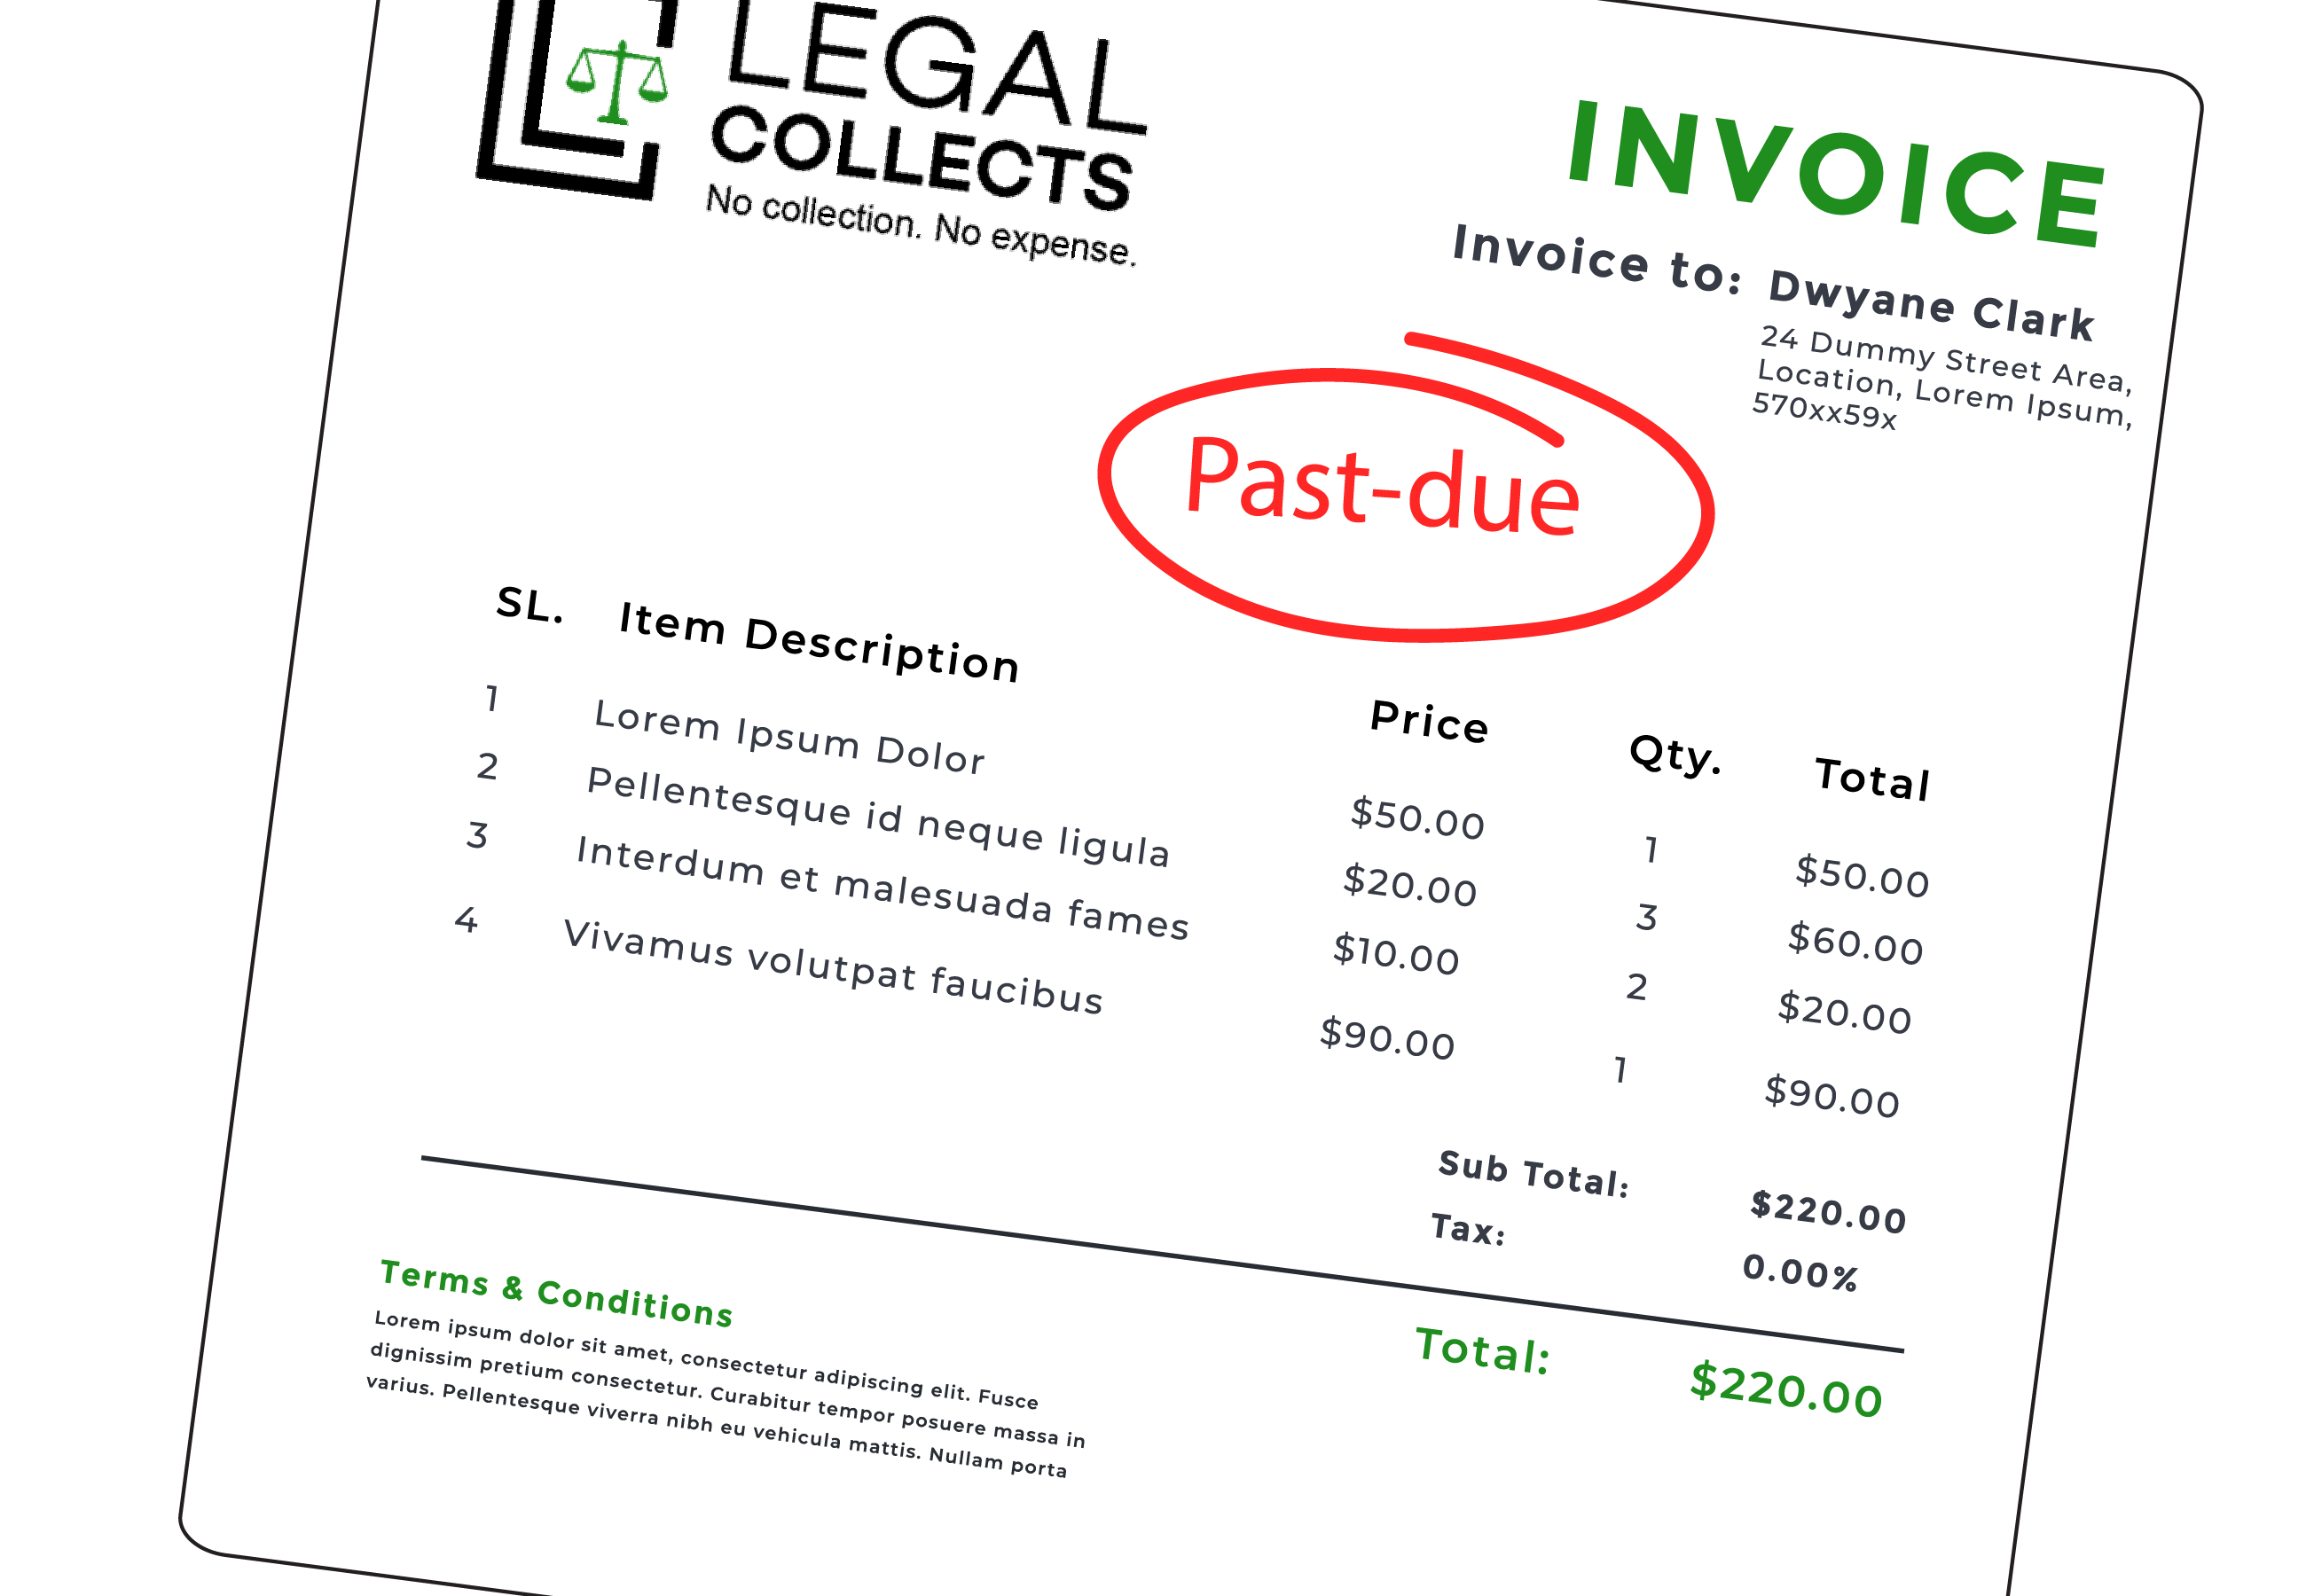 LEGAL
COLLECTS
No collection. No expense.
INVOICE
Invoice to: Dwyane Clark
24 Dummy Street Area,
Location, Lorem Ipsum,
570xx59x
Past-due
SL. Item Description Price Qty. Total
1 Lorem Ipsum Dolor $50.00 1 $50.00
2 Pellentesque id neque ligula $20.00 3 $60.00
3 Interdum et malesuada fames $10.00 2 $20.00
4 Vivamus volutpat faucibus $90.00 1 $90.00
Sub Total: $220.00
Tax: 0.00%
Total: $220.00
Terms & Conditions
Lorem ipsum dolor sit amet, consectetur adipiscing elit. Fusce
dignissim pretium consectetur. Curabitur tempor posuere massa in
varius. Pellentesque viverra nibh eu vehicula mattis. Nullam porta